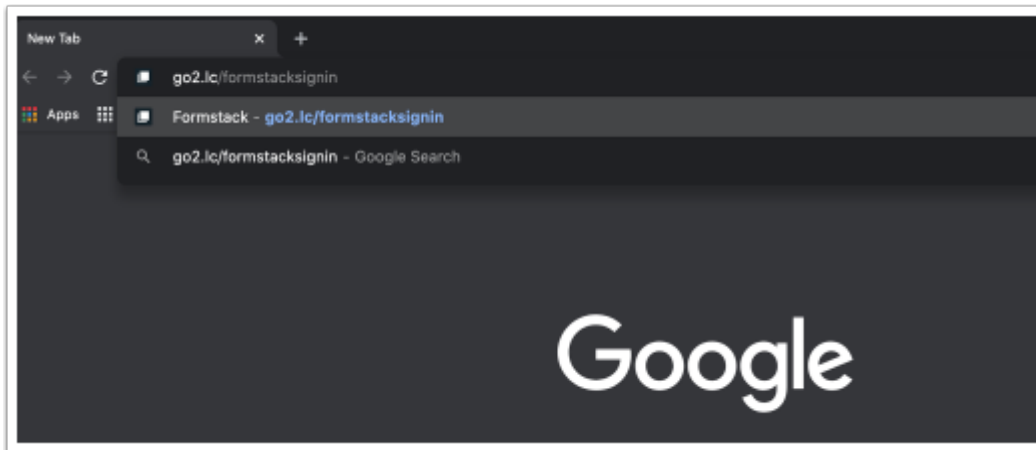 New Tab
go2.lc/formstacksignin
Apps
Formstack - go2.lc/formstacksignin
go2.lc/formstacksignin - Google Search
Google